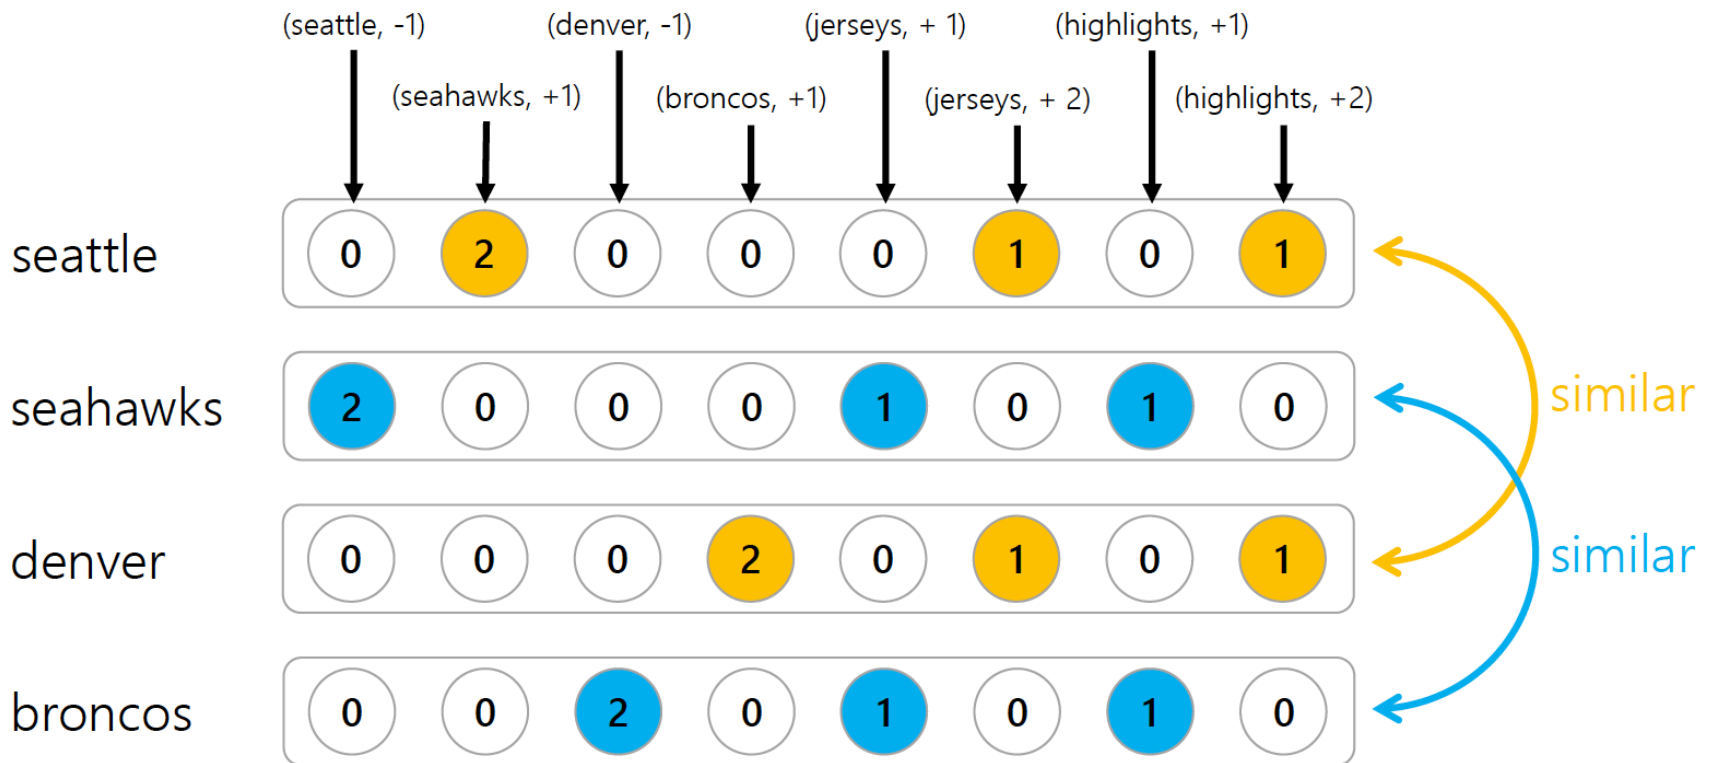 (seattle, -1) (denver, -1) (jerseys, + 1) (highlights, +1)
(seahawks, +1) (broncos, +1) (jerseys, + 2) (highlights, +2)
seattle 0 2 0 0 0 1 0 1
seahawks 2 0 0 0 1 0 1 0
similar
denver 0 0 0 2 0 1 0 1
similar
broncos 0 0 2 0 1 0 1 0